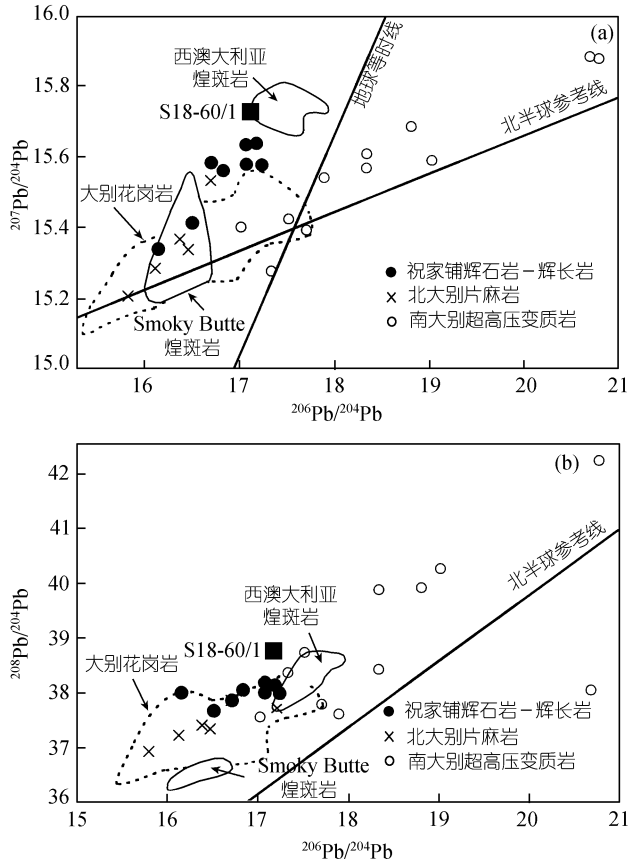 16.0
(a)
西澳大利亚
煌斑岩
地球等时线
15.8
S18-60/1
北半球参考线
²⁰⁷Pb/²⁰⁴Pb
15.6
大别花岗岩
15.4
祝家铺辉石岩-辉长岩
15.2
北大别片麻岩
Smoky Butte
南大别超高压变质岩
煌斑岩
15.0
16 17 18 19 20 21
²⁰⁶Pb/²⁰⁴Pb
(b)
42
北半球参考线
²⁰⁸Pb/²⁰⁴Pb
40
西澳大利亚
煌斑岩
39
S18-60/1
大别花岗岩
38
祝家铺辉石岩-辉长岩
北大别片麻岩
37
Smoky Butte
南大别超高压变质岩
煌斑岩
36
15 16 17 18 19 20 21
²⁰⁶Pb/²⁰⁴Pb
41